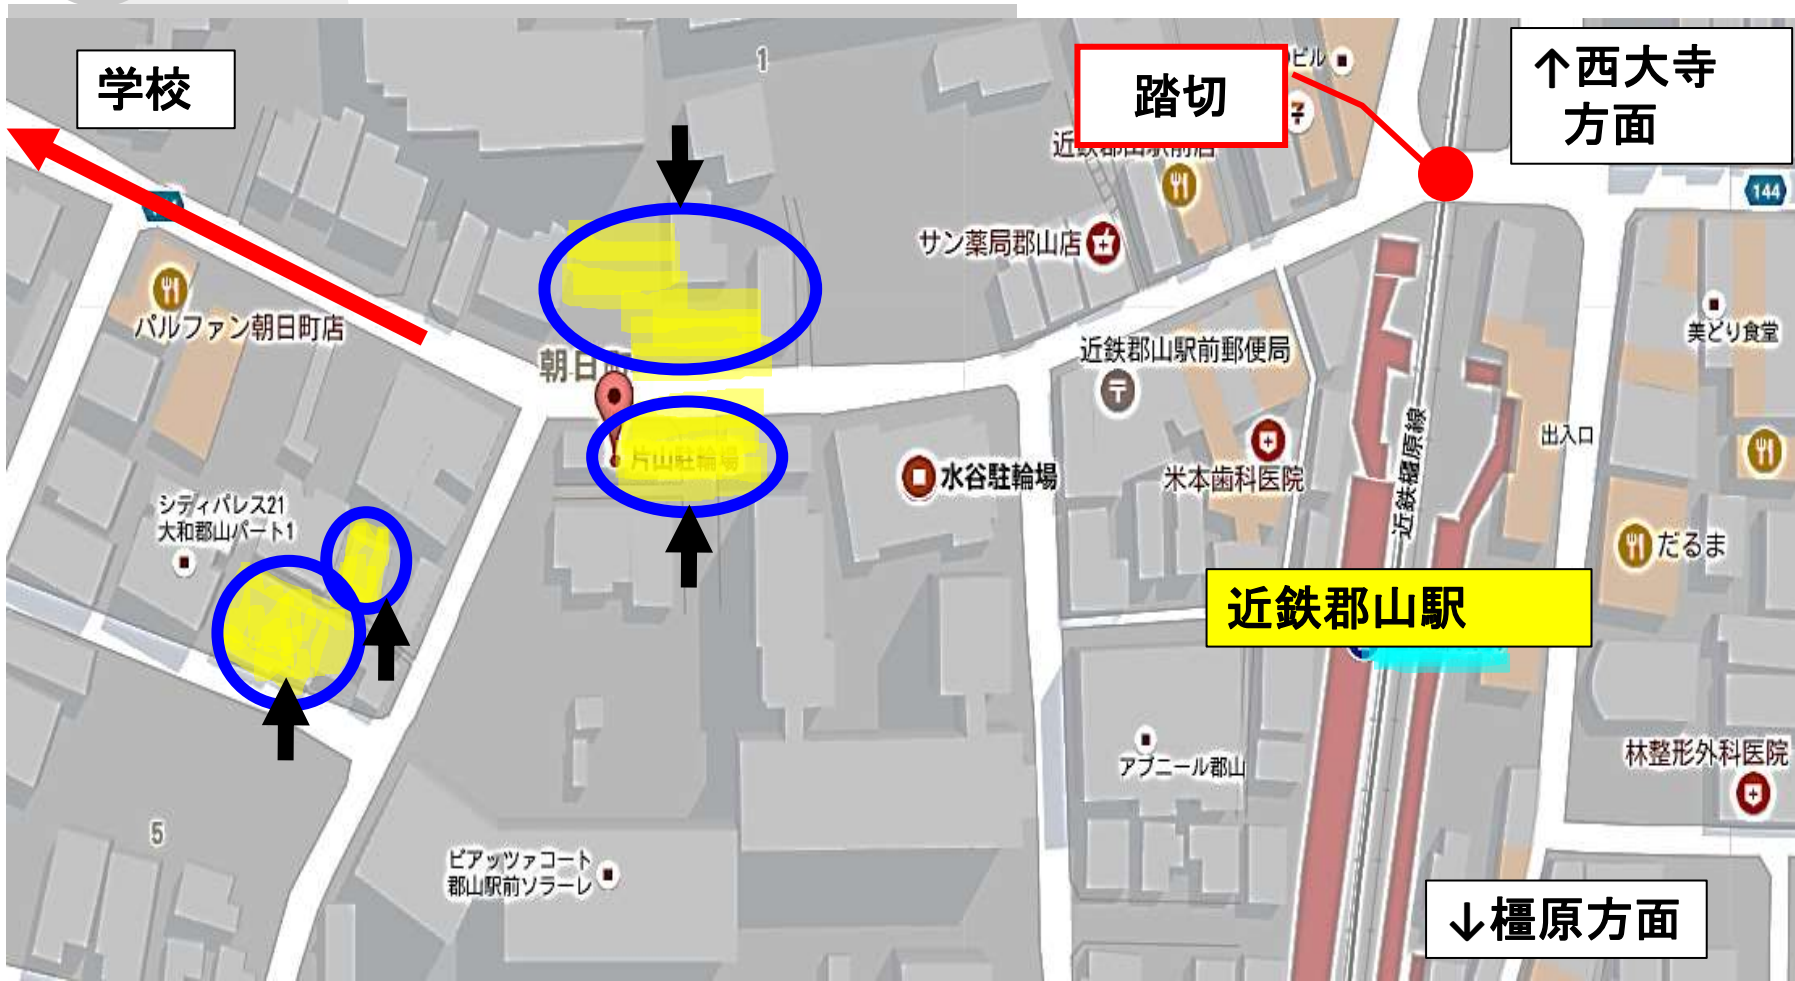 学校
1
踏切
ビル
↑西大寺
方面
近鉄郡山駅前店
144
サン薬局郡山店
パルファン朝日町店
美どり食堂
朝日町
近鉄郡山駅前郵便局
出入口
近鉄橿原線
片山駐輪場
水谷駐輪場
米本歯科医院
シティパレス21
大和郡山パート1
だるま
近鉄郡山駅
アブニール郡山
林整形外科医院
5
ピアッツァコート
郡山駅前ソラーレ
↓橿原方面